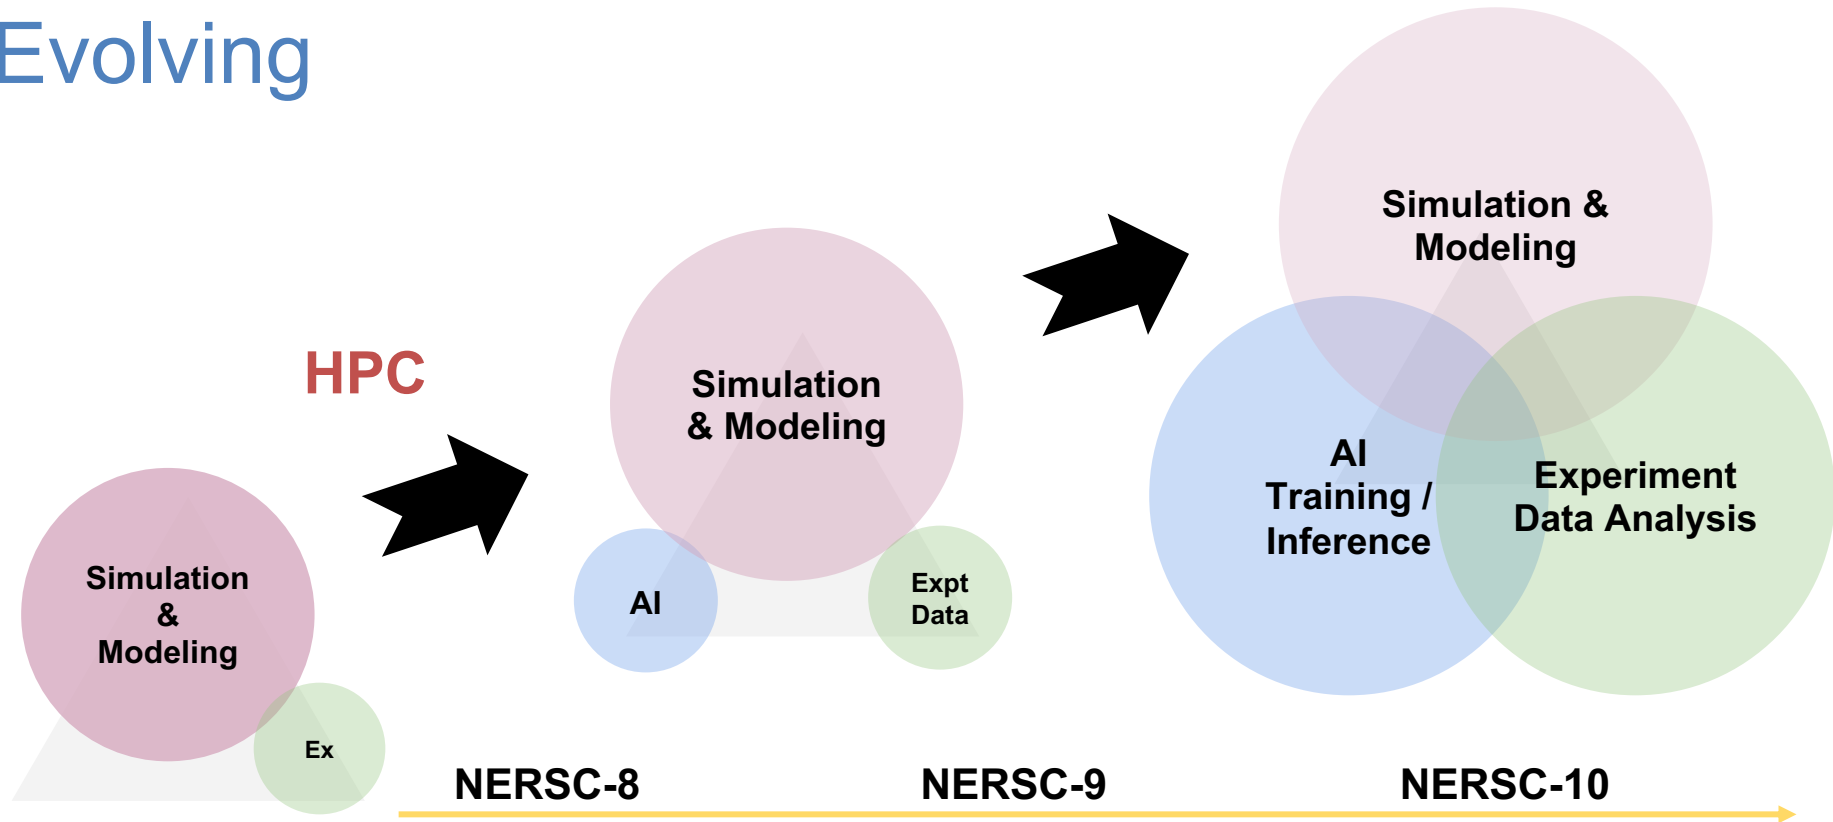 Evolving
HPC
Simulation
&
Modeling
Ex
Simulation
& Modeling
AI
Expt
Data
Simulation &
Modeling
AI
Training /
Inference
Experiment
Data Analysis
NERSC-8
NERSC-9
NERSC-10